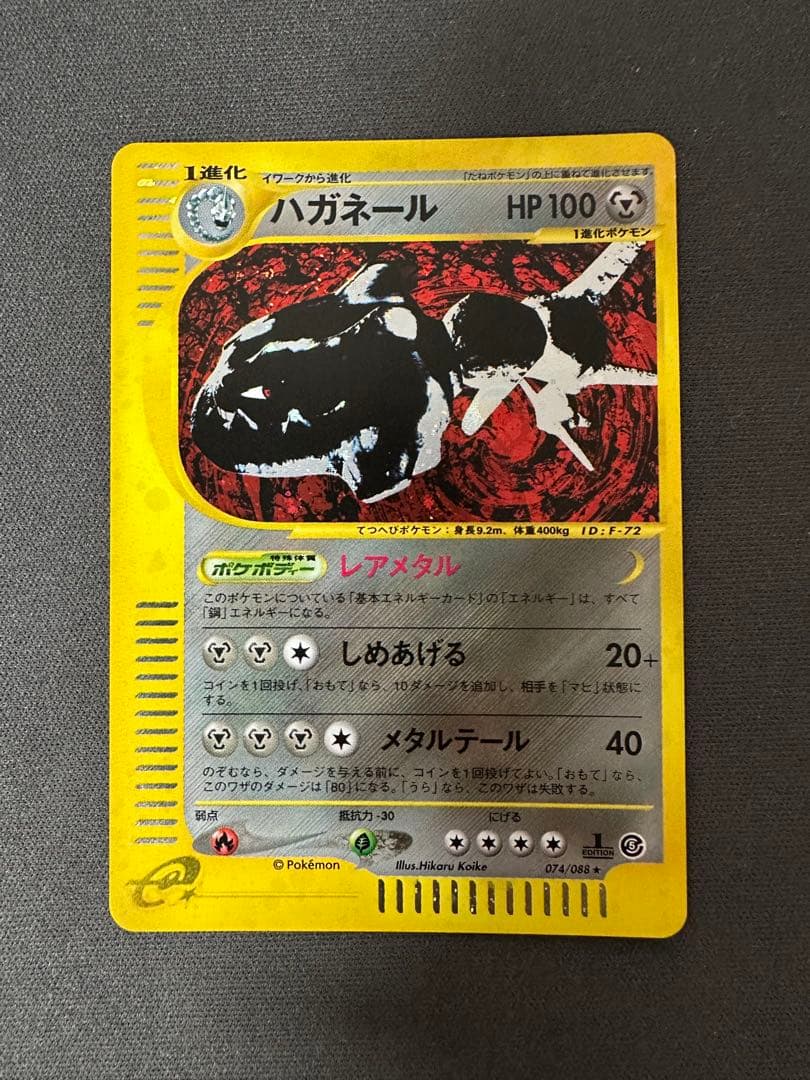 1進化
イワークから進化
「たねポケモン」の上に重ねて進化させます
ハガネール
HP 100
1進化ポケモン
てつへびポケモン：身長9.2m、体重400kg ID：F-72
特殊体質
ポケボディー
レアメタル
このポケモンについている「基本エネルギーカード」の「エネルギー」は、すべて
「鋼」エネルギーになる。
しめあげる 20+
コインを1回投げ、「おもて」なら、10ダメージを追加し、相手を「マヒ」状態に
する。
メタルテール 40
のぞむなら、ダメージを与える前に、コインを1回投げてよい。「おもて」なら、
このワザのダメージは「80」になる。「うら」なら、このワザは失敗する。
弱点 抵抗力 -30 にげる
1
EDITION
5
© Pokémon
Illus.Hikaru Koike
074/088 ★
e